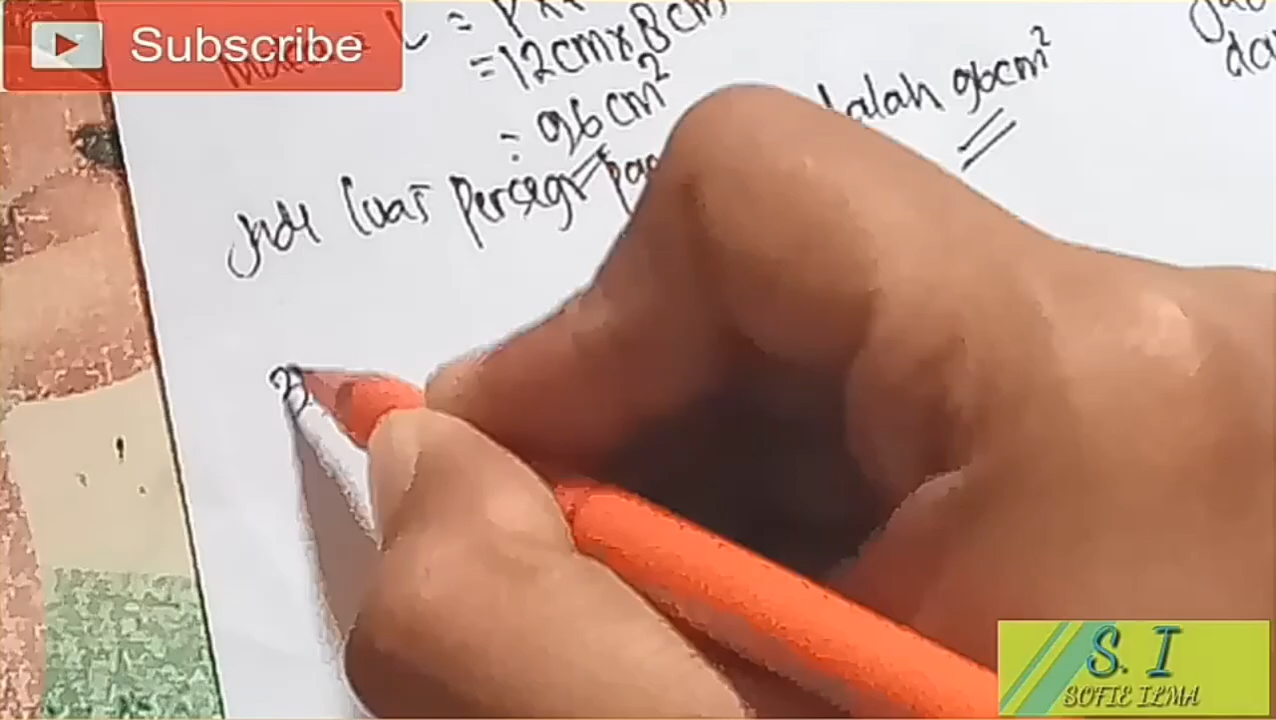 Subscribe
L = P x
= 12 cm x 8 cm
= 96 cm²
Jadi luas persegi adalah 96 cm²
S. I
SOFIE ILMA